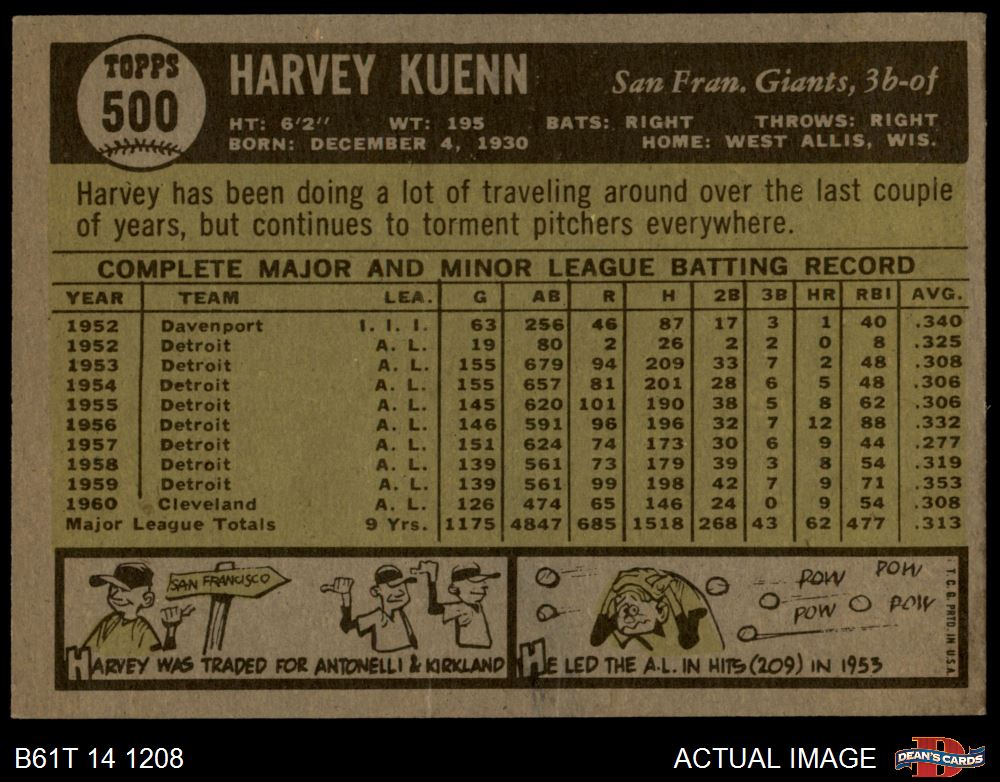 TOPPS
500
HARVEY KUENN
San Fran. Giants, 3b-of
HT: 6'2" WT: 195 BATS: RIGHT THROWS: RIGHT
BORN: DECEMBER 4, 1930 HOME: WEST ALLIS, WIS.
Harvey has been doing a lot of traveling around over the last couple
of years, but continues to torment pitchers everywhere.
COMPLETE MAJOR AND MINOR LEAGUE BATTING RECORD
YEAR TEAM LEA. G AB R H 2B 3B HR RBI AVG.
1952 Davenport I. I. I. 63 256 46 87 17 3 1 40 .340
1952 Detroit A. L. 19 80 2 26 2 2 0 8 .325
1953 Detroit A. L. 155 679 94 209 33 7 2 48 .308
1954 Detroit A. L. 155 657 81 201 28 6 5 48 .306
1955 Detroit A. L. 145 620 101 190 38 5 8 62 .306
1956 Detroit A. L. 146 591 96 196 32 7 12 88 .332
1957 Detroit A. L. 151 624 74 173 30 6 9 44 .277
1958 Detroit A. L. 139 561 73 179 39 3 8 54 .319
1959 Detroit A. L. 139 561 99 198 42 7 9 71 .353
1960 Cleveland A. L. 126 474 65 146 24 0 9 54 .308
Major League Totals 9 Yrs. 1175 4847 685 1518 268 43 62 477 .313
SAN FRANCISCO
HARVEY WAS TRADED FOR ANTONELLI & KIRKLAND
POW POW
POW POW
HE LED THE A.L. IN HITS (209) IN 1953
T. C. G. PRTD. IN U.S.A.
B61T 14 1208
ACTUAL IMAGE
D
DEAN'S CARDS